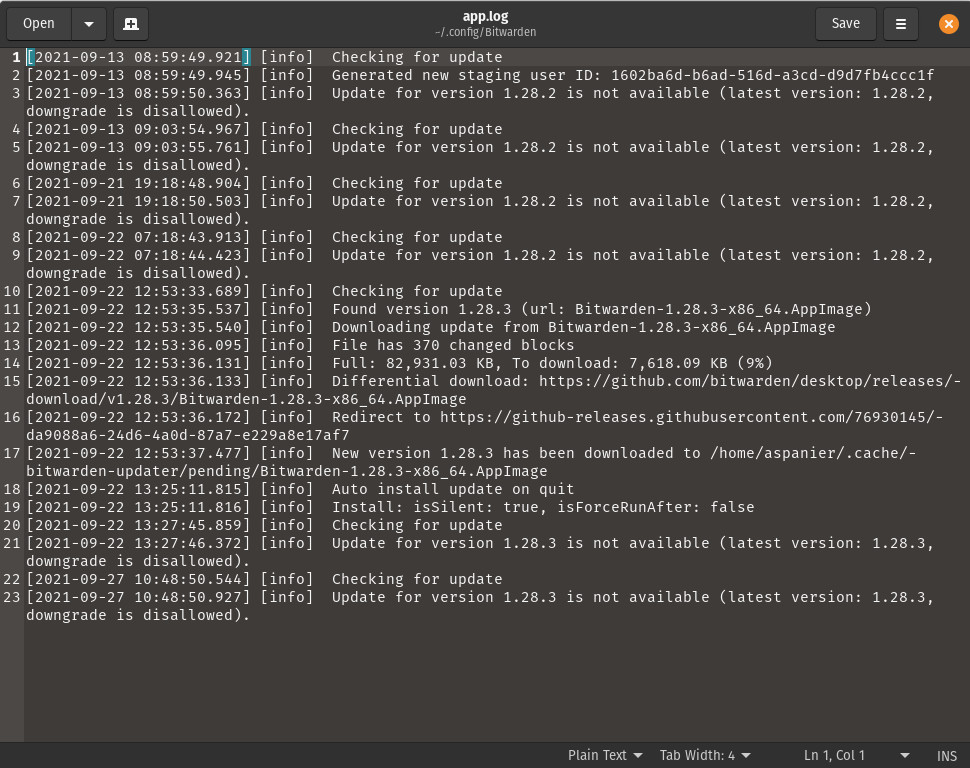 Open
app.log
~/.config/Bitwarden
Save
1 [2021-09-13 08:59:49.921] [info]  Checking for update
2 [2021-09-13 08:59:49.945] [info]  Generated new staging user ID: 1602ba6d-b6ad-516d-a3cd-d9d7fb4ccc1f
3 [2021-09-13 08:59:50.363] [info]  Update for version 1.28.2 is not available (latest version: 1.28.2,
downgrade is disallowed).
4 [2021-09-13 09:03:54.967] [info]  Checking for update
5 [2021-09-13 09:03:55.761] [info]  Update for version 1.28.2 is not available (latest version: 1.28.2,
downgrade is disallowed).
6 [2021-09-21 19:18:48.904] [info]  Checking for update
7 [2021-09-21 19:18:50.503] [info]  Update for version 1.28.2 is not available (latest version: 1.28.2,
downgrade is disallowed).
8 [2021-09-22 07:18:43.913] [info]  Checking for update
9 [2021-09-22 07:18:44.423] [info]  Update for version 1.28.2 is not available (latest version: 1.28.2,
downgrade is disallowed).
10 [2021-09-22 12:53:33.689] [info]  Checking for update
11 [2021-09-22 12:53:35.537] [info]  Found version 1.28.3 (url: Bitwarden-1.28.3-x86_64.AppImage)
12 [2021-09-22 12:53:35.540] [info]  Downloading update from Bitwarden-1.28.3-x86_64.AppImage
13 [2021-09-22 12:53:36.095] [info]  File has 370 changed blocks
14 [2021-09-22 12:53:36.131] [info]  Full: 82,931.03 KB, To download: 7,618.09 KB (9%)
15 [2021-09-22 12:53:36.133] [info]  Differential download: https://github.com/bitwarden/desktop/releases/-
download/v1.28.3/Bitwarden-1.28.3-x86_64.AppImage
16 [2021-09-22 12:53:36.172] [info]  Redirect to https://github-releases.githubusercontent.com/76930145/-
da9088a6-24d6-4a0d-87a7-e229a8e17af7
17 [2021-09-22 12:53:37.477] [info]  New version 1.28.3 has been downloaded to /home/aspanier/.cache/-
bitwarden-updater/pending/Bitwarden-1.28.3-x86_64.AppImage
18 [2021-09-22 13:25:11.815] [info]  Auto install update on quit
19 [2021-09-22 13:25:11.816] [info]  Install: isSilent: true, isForceRunAfter: false
20 [2021-09-22 13:27:45.859] [info]  Checking for update
21 [2021-09-22 13:27:46.372] [info]  Update for version 1.28.3 is not available (latest version: 1.28.3,
downgrade is disallowed).
22 [2021-09-27 10:48:50.544] [info]  Checking for update
23 [2021-09-27 10:48:50.927] [info]  Update for version 1.28.3 is not available (latest version: 1.28.3,
downgrade is disallowed).
Plain Text  Tab Width: 4  Ln 1, Col 1  INS